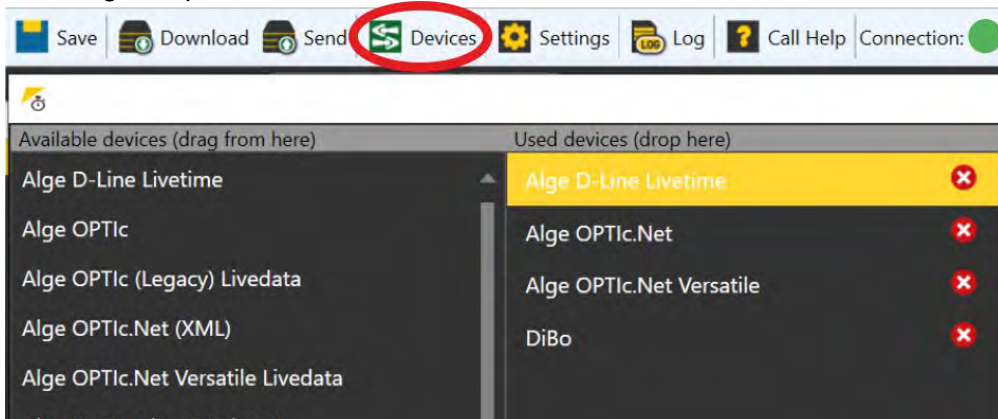 Save Download Send Devices Settings LOG Log ? Call Help Connection:
Available devices (drag from here) Used devices (drop here)
Alge D-Line Livetime Alge D-Line Livetime
Alge OPTIc Alge OPTIc.Net
Alge OPTIc (Legacy) Livedata Alge OPTIc.Net Versatile
Alge OPTIc.Net (XML) DiBo
Alge OPTIc.Net Versatile Livedata